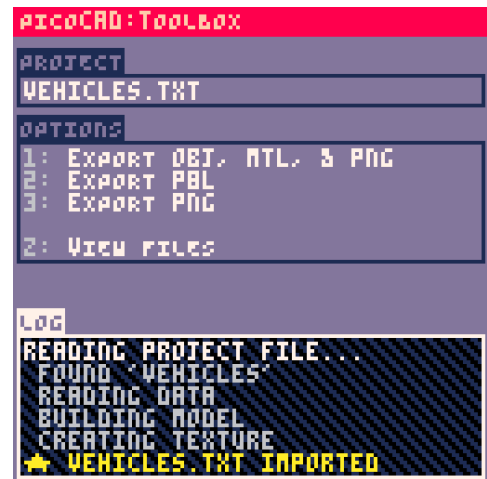 picoCAD:Toolbox
PROJECT
VEHICLES.TXT
OPTIONS
1: Export OBJ, MTL, & PNG
2: Export PBL
3: Export PNG
Z: View files
LOG
READING PROJECT FILE...
FOUND 'VEHICLES'
READING DATA
BUILDING MODEL
CREATING TEXTURE
★ VEHICLES.TXT IMPORTED